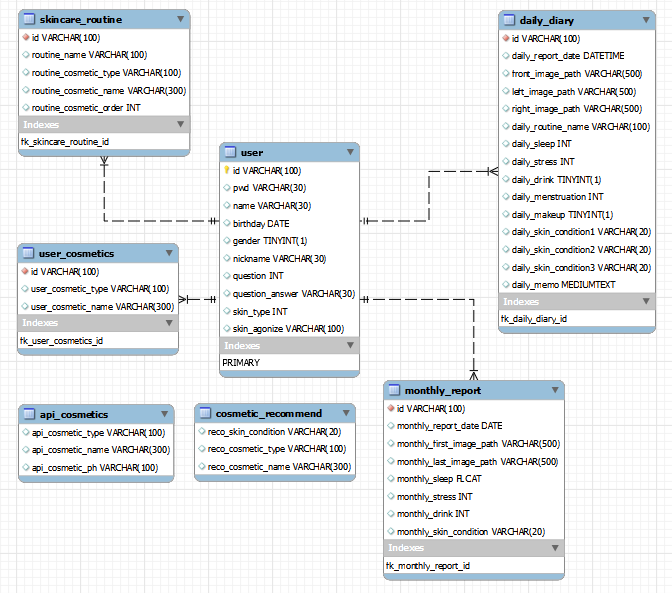 skincare_routine
id VARCHAR(100)
routine_name VARCHAR(100)
routine_cosmetic_type VARCHAR(100)
routine_cosmetic_name VARCHAR(300)
routine_cosmetic_order INT
Indexes
fk_skincare_routine_id
daily_diary
id VARCHAR(100)
daily_report_date DATETIME
front_image_path VARCHAR(500)
left_image_path VARCHAR(500)
right_image_path VARCHAR(500)
daily_routine_name VARCHAR(100)
daily_sleep INT
daily_stress INT
daily_drink TINYINT(1)
daily_menstruation INT
daily_makeup TINYINT(1)
daily_skin_condition1 VARCHAR(20)
daily_skin_condition2 VARCHAR(20)
daily_skin_condition3 VARCHAR(20)
daily_memo MEDIUMTEXT
Indexes
fk_daily_diary_id
user
id VARCHAR(100)
pwd VARCHAR(30)
name VARCHAR(30)
birthday DATE
gender TINYINT(1)
nickname VARCHAR(30)
question INT
question_answer VARCHAR(30)
skin_type INT
skin_agonize VARCHAR(100)
Indexes
PRIMARY
user_cosmetics
id VARCHAR(100)
user_cosmetic_type VARCHAR(100)
user_cosmetic_name VARCHAR(300)
Indexes
fk_user_cosmetics_id
api_cosmetics
api_cosmetic_type VARCHAR(100)
api_cosmetic_name VARCHAR(300)
api_cosmetic_ph VARCHAR(100)
cosmetic_recommend
reco_skin_condition VARCHAR(20)
reco_cosmetic_type VARCHAR(100)
reco_cosmetic_name VARCHAR(300)
monthly_report
id VARCHAR(100)
monthly_report_date DATE
monthly_first_image_path VARCHAR(500)
monthly_last_image_path VARCHAR(500)
monthly_sleep FLOAT
monthly_stress INT
monthly_drink INT
monthly_skin_condition VARCHAR(20)
Indexes
fk_monthly_report_id